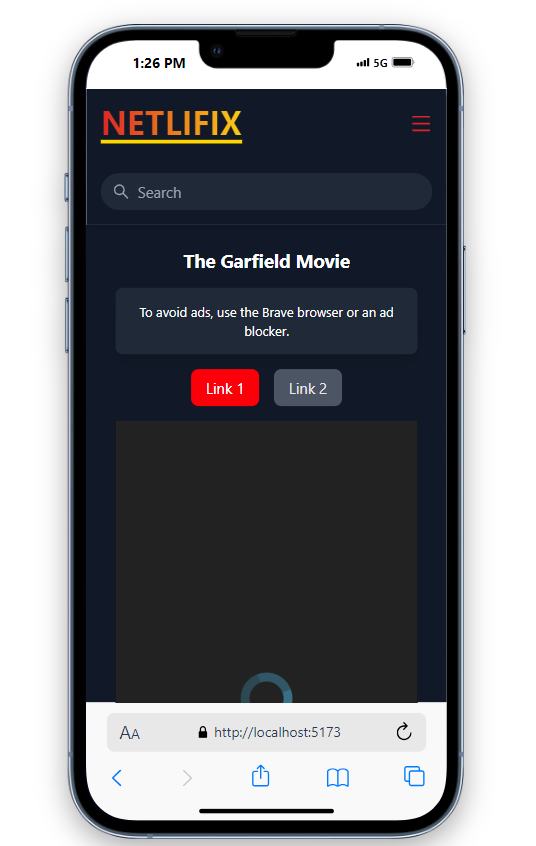 1:26 PM
5G
NETLIFIX
Search
The Garfield Movie
To avoid ads, use the Brave browser or an ad
blocker.
Link 1
Link 2
AA
http://localhost:5173